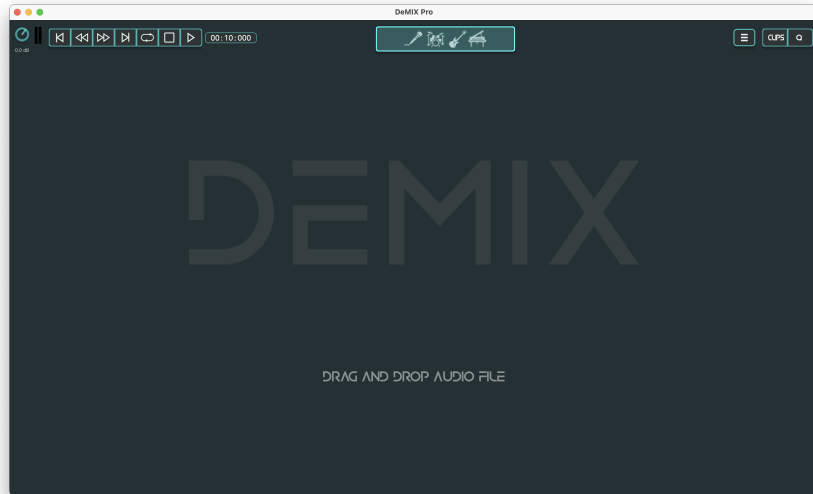 DeMIX Pro
00:10:000
CLIPS
0.0 dB
DEMIX
DRAG AND DROP AUDIO FILE